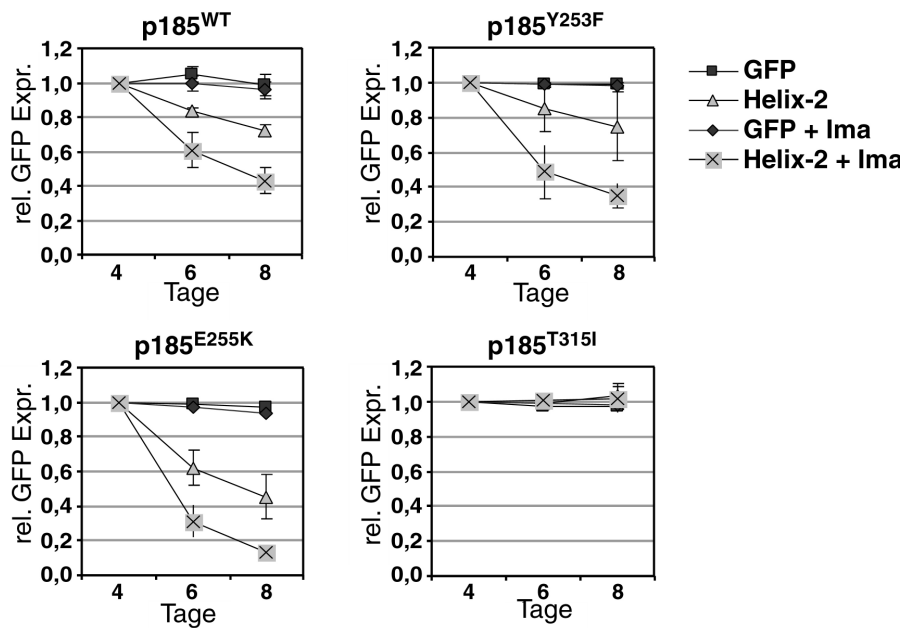 p185WT
1,2
1,0
0,8
0,6
0,4
0,2
0,0
rel. GFP Expr.
4 6 8
Tage
p185Y253F
1,2
1,0
0,8
0,6
0,4
0,2
0,0
rel. GFP Expr.
4 6 8
Tage
GFP
Helix-2
GFP + Ima
Helix-2 + Ima
p185E255K
1,2
1,0
0,8
0,6
0,4
0,2
0,0
rel. GFP Expr.
4 6 8
Tage
p185T315I
1,2
1,0
0,8
0,6
0,4
0,2
0,0
rel. GFP Expr.
4 6 8
Tage